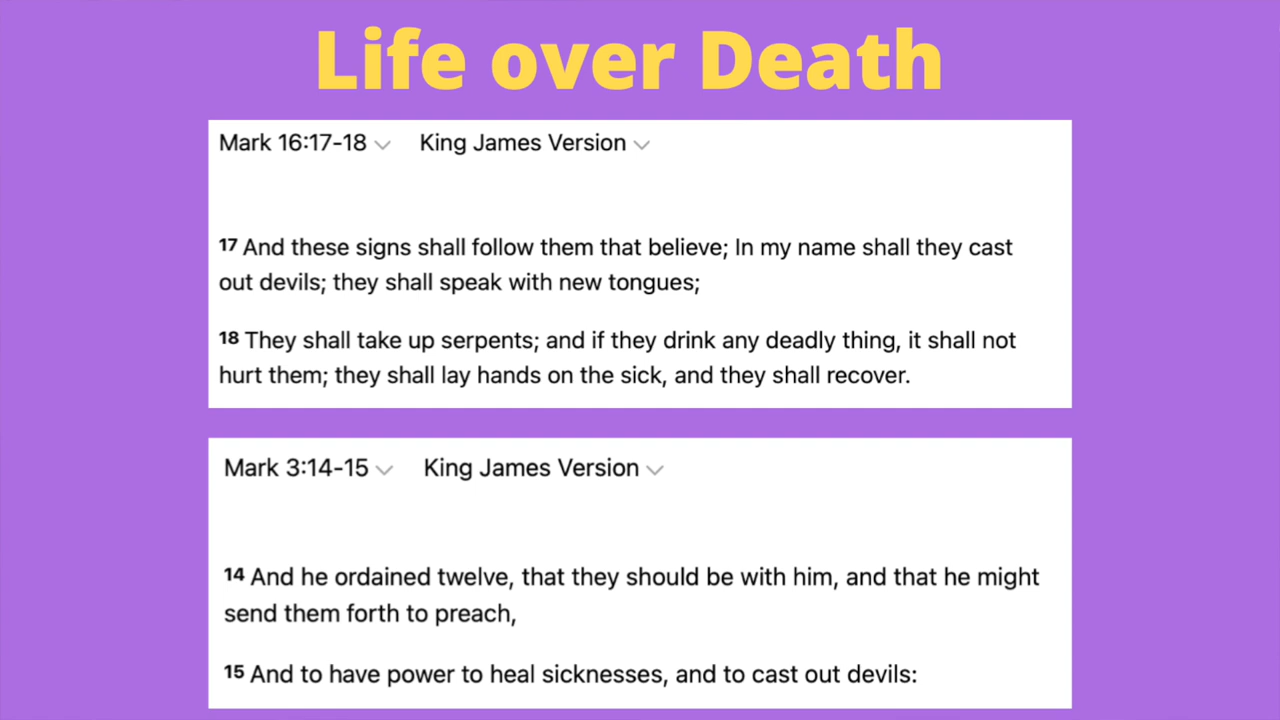 Life over Death
Mark 16:17-18 King James Version
17 And these signs shall follow them that believe; In my name shall they cast
out devils; they shall speak with new tongues;
18 They shall take up serpents; and if they drink any deadly thing, it shall not
hurt them; they shall lay hands on the sick, and they shall recover.
Mark 3:14-15 King James Version
14 And he ordained twelve, that they should be with him, and that he might
send them forth to preach,
15 And to have power to heal sicknesses, and to cast out devils: